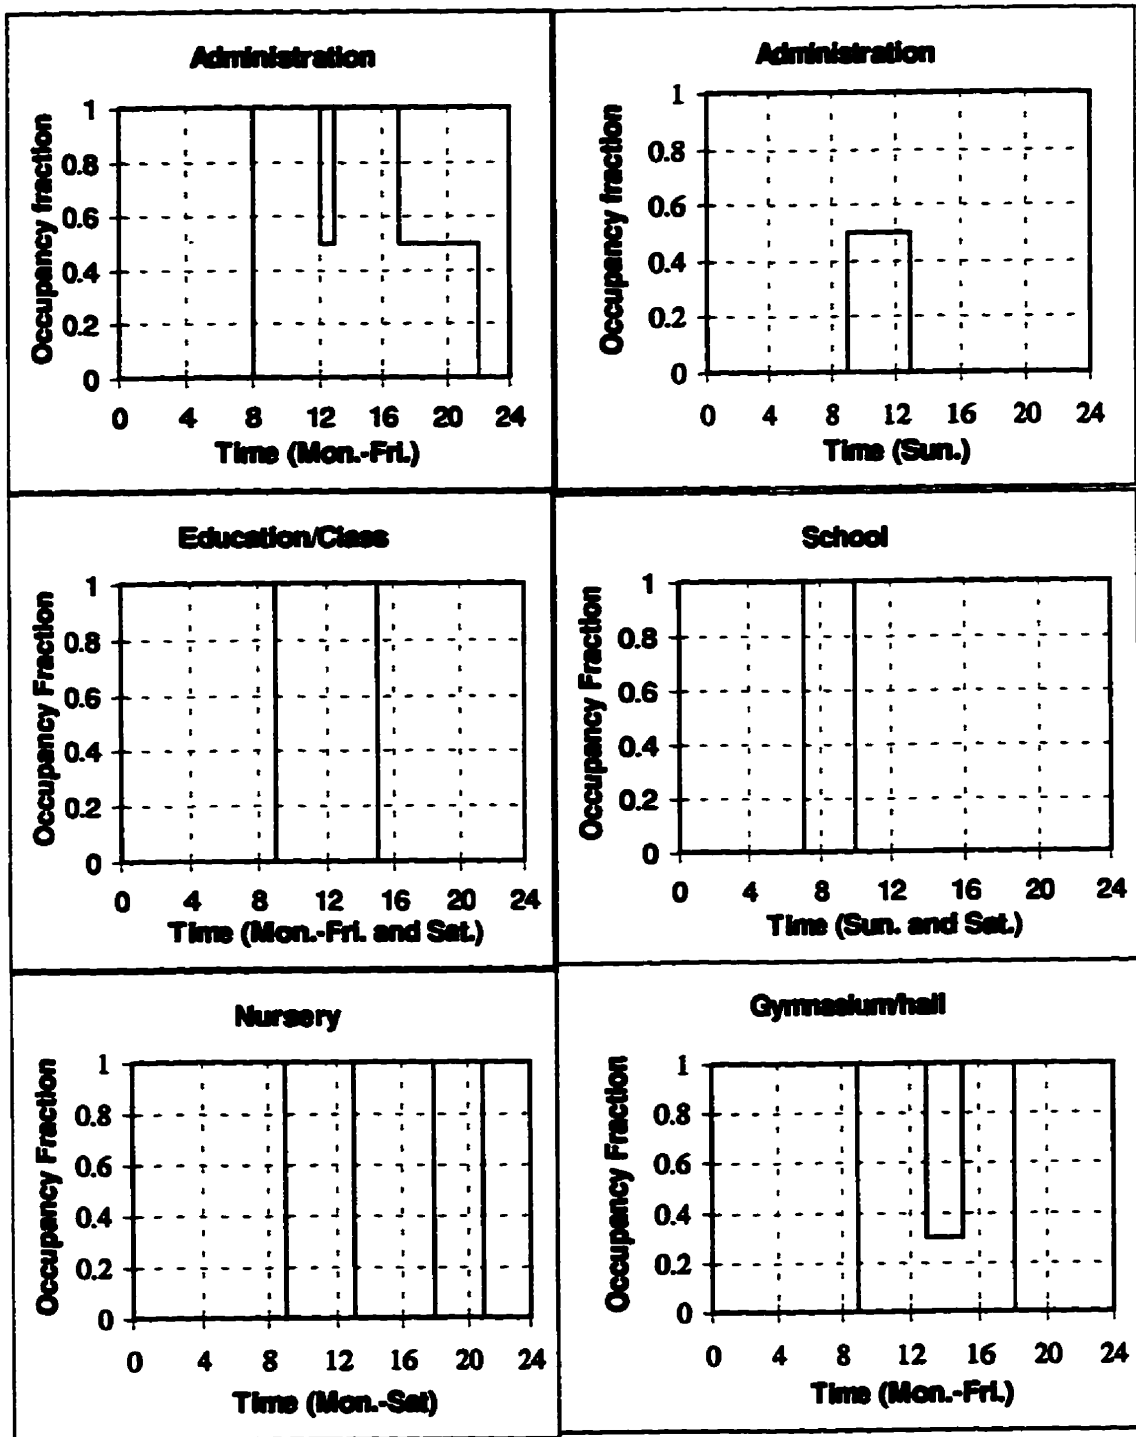 Administration
Occupancy fraction
1
0.8
0.6
0.4
0.2
0
0 4 8 12 16 20 24
Time (Mon.-Fri.)
Administration
Occupancy fraction
1
0.8
0.6
0.4
0.2
0
0 4 8 12 16 20 24
Time (Sun.)
Education/Class
Occupancy Fraction
1
0.8
0.6
0.4
0.2
0
0 4 8 12 16 20 24
Time (Mon.-Fri. and Sat.)
School
Occupancy Fraction
1
0.8
0.6
0.4
0.2
0
0 4 8 12 16 20 24
Time (Sun. and Sat.)
Nursery
Occupancy Fraction
1
0.8
0.6
0.4
0.2
0
0 4 8 12 16 20 24
Time (Mon.-Sat)
Gymnasium/hall
Occupancy Fraction
1
0.8
0.6
0.4
0.2
0
0 4 8 12 16 20 24
Time (Mon.-Fri.)